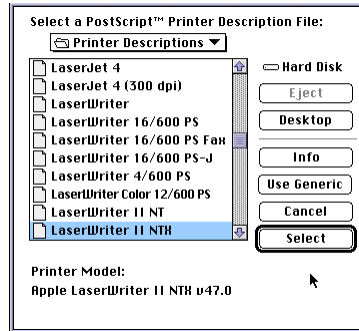 Select a PostScript™ Printer Description File:
Printer Descriptions
LaserJet 4
LaserJet 4 (300 dpi)
LaserWriter
LaserWriter 16/600 PS
LaserWriter 16/600 PS Fax
LaserWriter 16/600 PS-J
LaserWriter 4/600 PS
LaserWriter Color 12/600 PS
LaserWriter II NT
LaserWriter II NTX
Hard Disk
Eject
Desktop
Info
Use Generic
Cancel
Select
Printer Model:
Apple LaserWriter II NTX v47.0